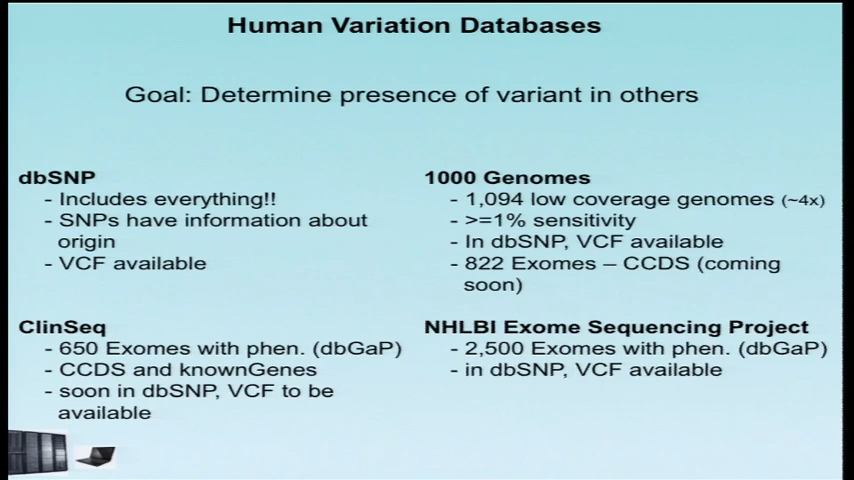 Human Variation Databases
Goal: Determine presence of variant in others
dbSNP
- Includes everything!!
- SNPs have information about
origin
- VCF available
1000 Genomes
- 1,094 low coverage genomes (~4x)
- >=1% sensitivity
- In dbSNP, VCF available
- 822 Exomes – CCDS (coming
soon)
ClinSeq
- 650 Exomes with phen. (dbGaP)
- CCDS and knownGenes
- soon in dbSNP, VCF to be
available
NHLBI Exome Sequencing Project
- 2,500 Exomes with phen. (dbGaP)
- in dbSNP, VCF available